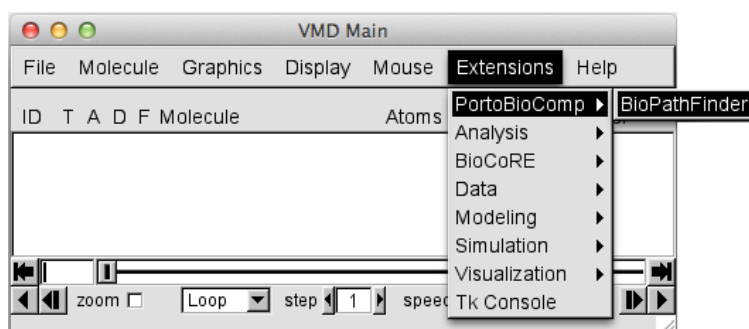 VMD Main
File Molecule Graphics Display Mouse Extensions Help
ID T A D F Molecule Atoms
PortoBioComp BioPathFinder
Analysis
BioCoRE
Data
Modeling
Simulation
Visualization
Tk Console
zoom Loop step 1